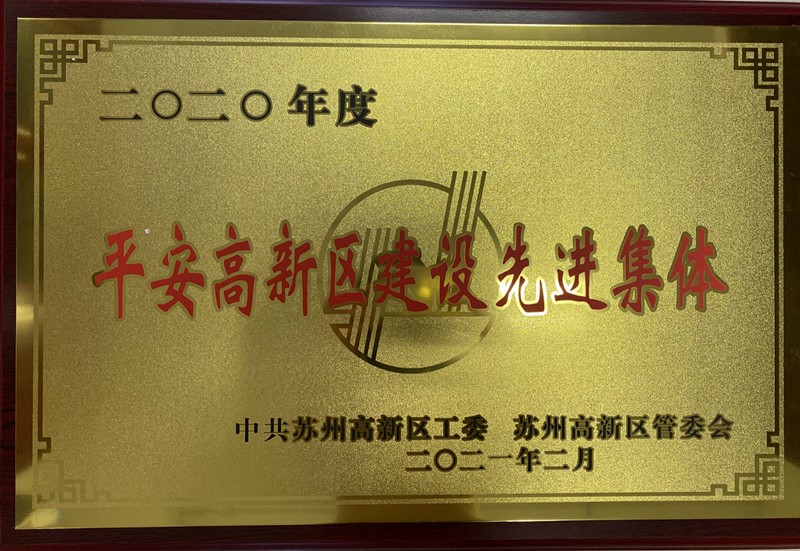 二〇二〇年度
平安高新区建设先进集体
中共苏州高新区工委 苏州高新区管委会
二〇二一年二月